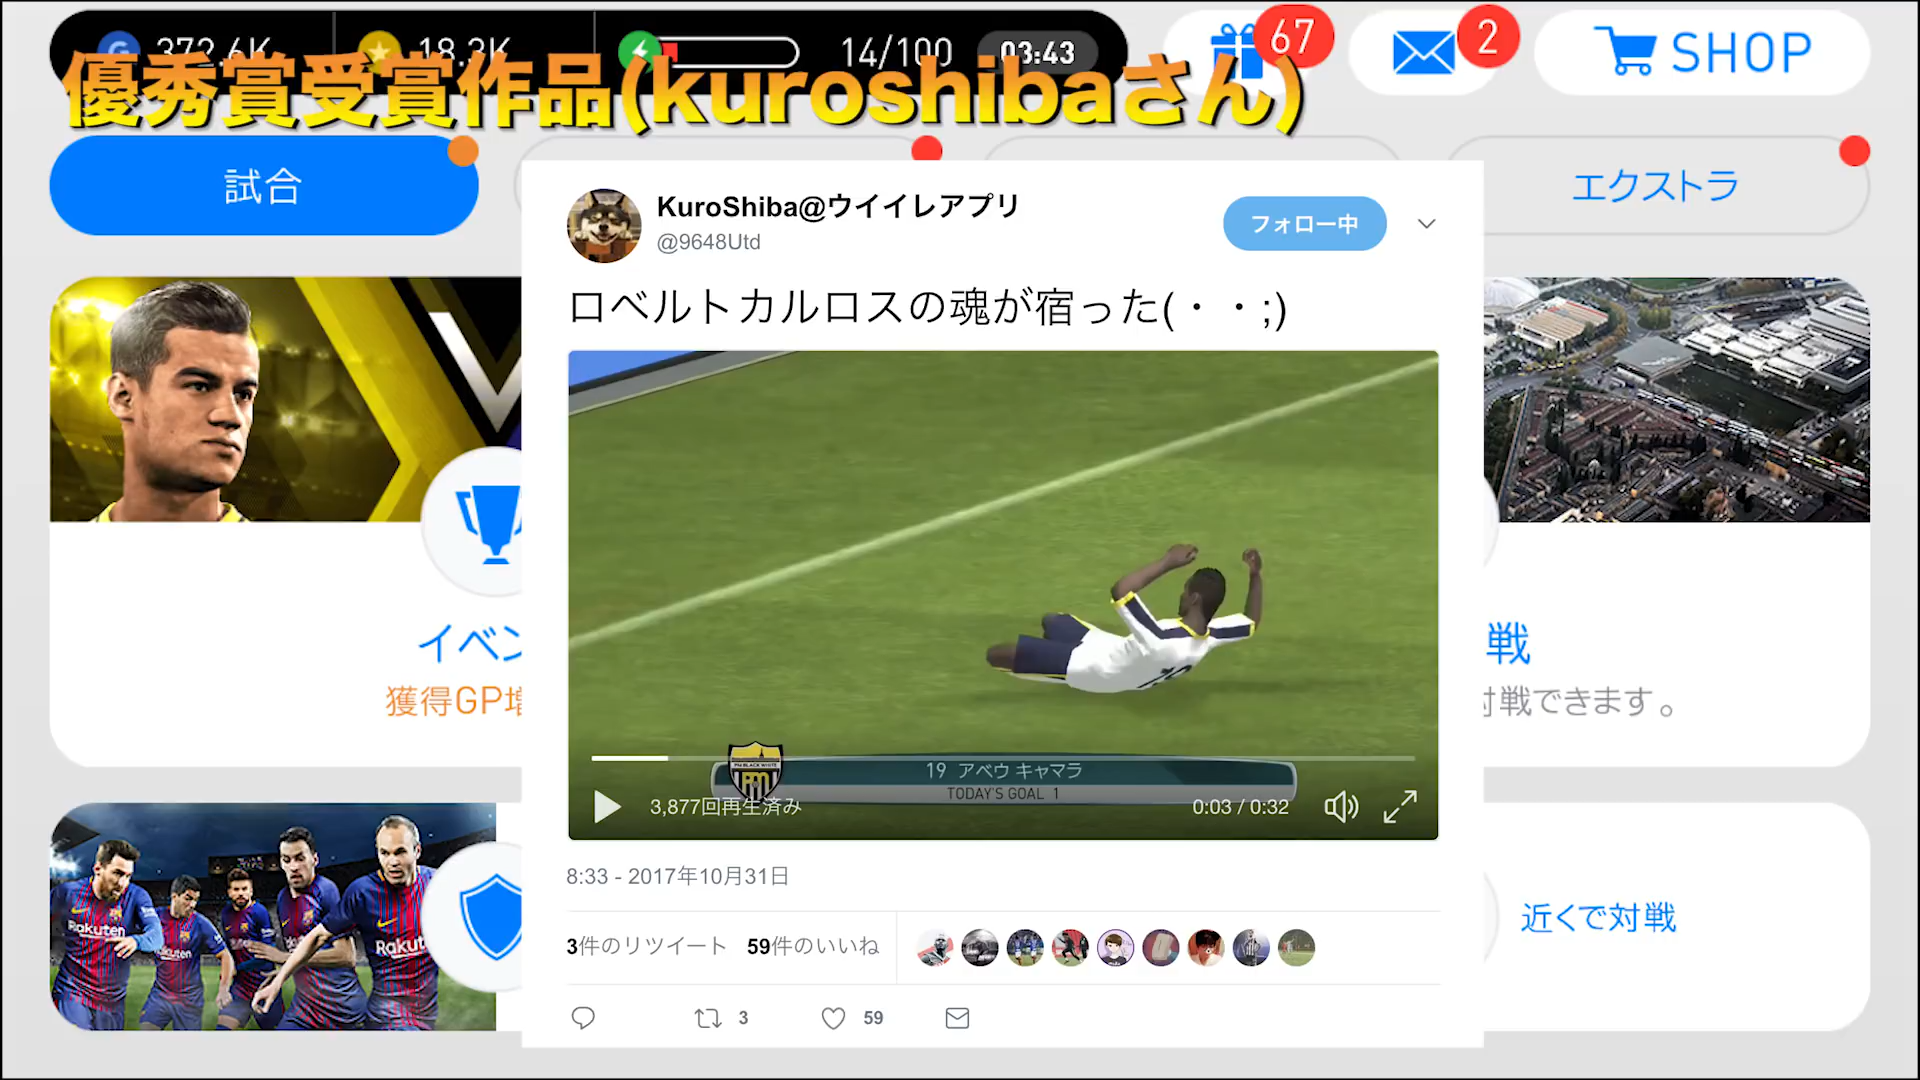 372.6K 18.3K 14/100 03:43 67 2 SHOP
優秀賞受賞作品(kuroshibaさん)
試合
エクストラ
KuroShiba@ウイイレアプリ
@9648Utd
フォロー中
ロベルトカルロスの魂が宿った(・・;)
19 アベウ キャマラ
TODAY'S GOAL 1
3,877回再生済み
0:03 / 0:32
イベン
獲得GP増
戦
対戦できます。
8:33 - 2017年10月31日
3件のリツイート 59件のいいね
3 59
近くで対戦
Rakuten
Rakuten